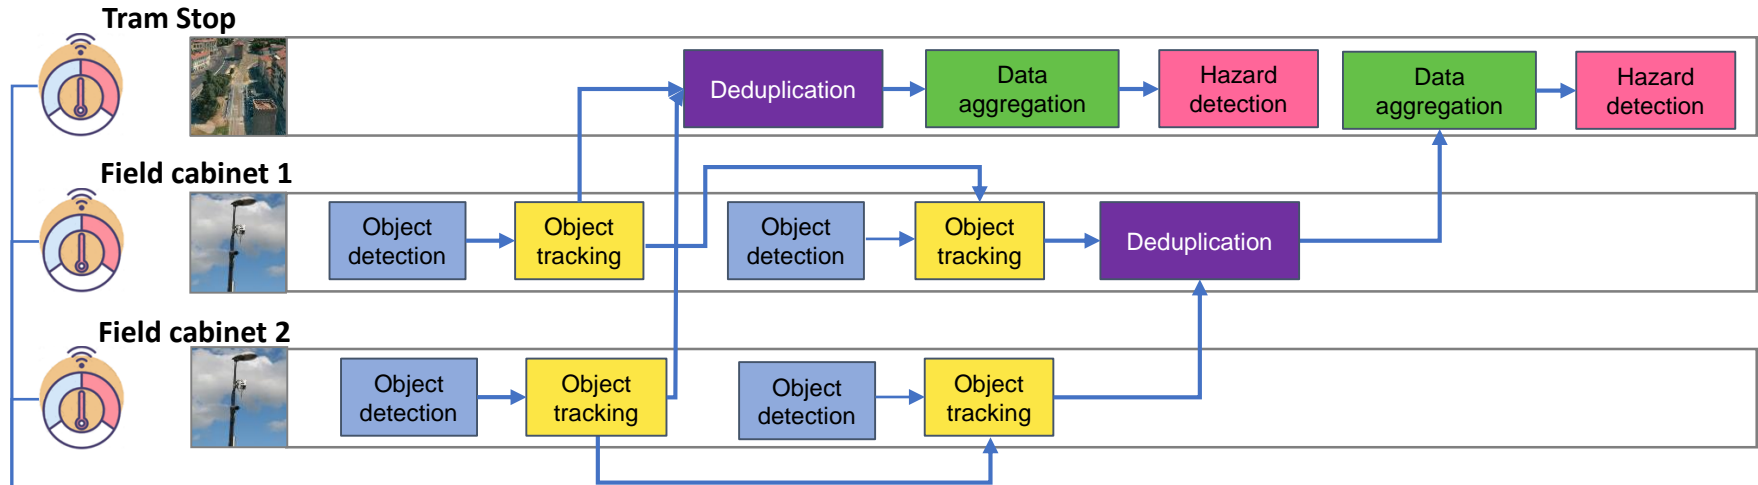 Tram Stop
Deduplication
Data
aggregation
Hazard
detection
Data
aggregation
Hazard
detection
Field cabinet 1
Object
detection
Object
tracking
Object
detection
Object
tracking
Deduplication
Field cabinet 2
Object
detection
Object
tracking
Object
detection
Object
tracking